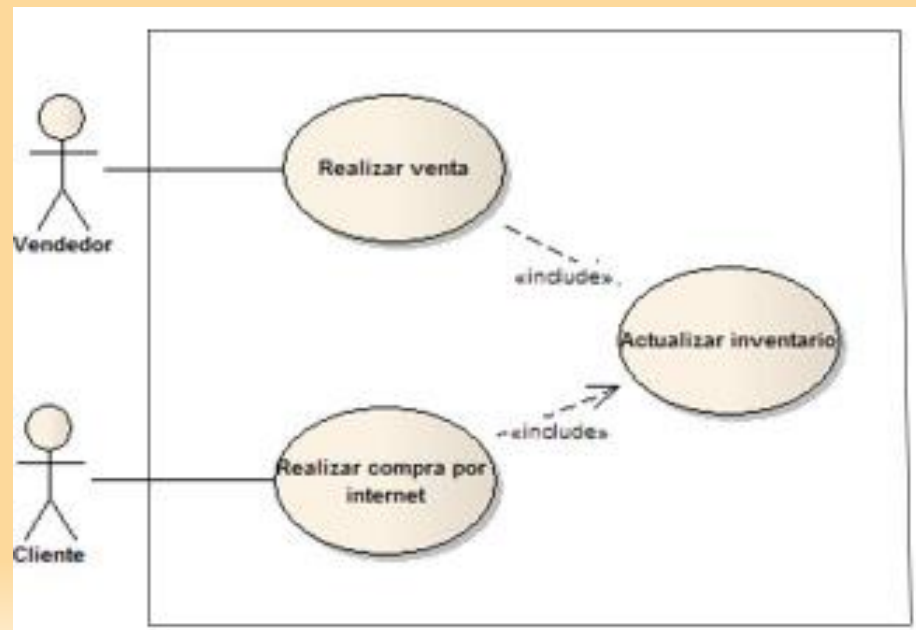 Realizar venta
Vendedor
«include»
Actualizar inventario
«include»
Realizar compra por
internet
Cliente